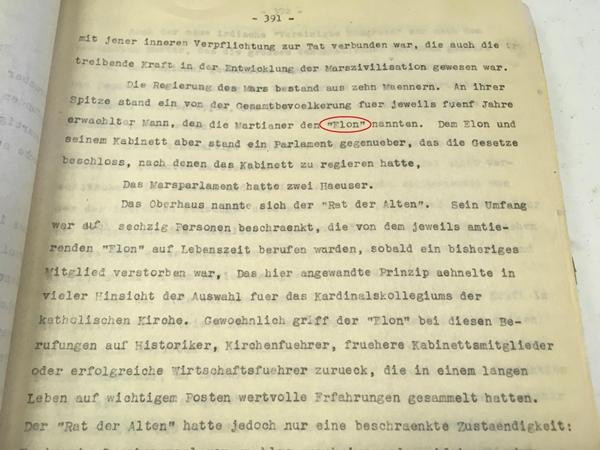 - 391 -
mit jener inneren Verpflichtung zur Tat verbunden war, die auch die
treibende Kraft in der Entwicklung der Marszivilisation gewesen war.
Die Regierung des Mars bestand aus zehn Maennern. An ihrer
Spitze stand ein von der Gesamtbevoelkerung fuer jeweils fuenf Jahre
erwaehlter Mann, den die Martianer den "Elon" nannten. Dem Elon und
seinem Kabinett aber stand ein Parlament gegenueber, das die Gesetze
beschloss, nach denen das Kabinett zu regieren hatte,
Das Marsparlament hatte zwei Haeuser.
Das Oberhaus nannte sich der "Rat der Alten". Sein Umfang
war auf sechzig Personen beschraenkt, die von dem jeweils amtie-
renden "Elon" auf Lebenszeit berufen wurden, sobald ein bisheriges
Mitglied verstorben war, Das hier angewandte Prinzip aehnelte in
vieler Hinsicht der Auswahl fuer das Kardinalskollegiums der
katholischen Kirche. Gewoehnlich griff der "Elon" bei diesen Be-
rufungen auf Historiker, Kirchenfuehrer, fruehere Kabinettsmitglieder
oder erfolgreiche Wirtschaftsfuehrer zurueck, die in einem langen
Leben auf wichtigem Posten wertvolle Erfahrungen gesammelt hatten.
Der "Rat der Alten" hatte jedoch nur eine beschraenkte Zustaendigkeit: